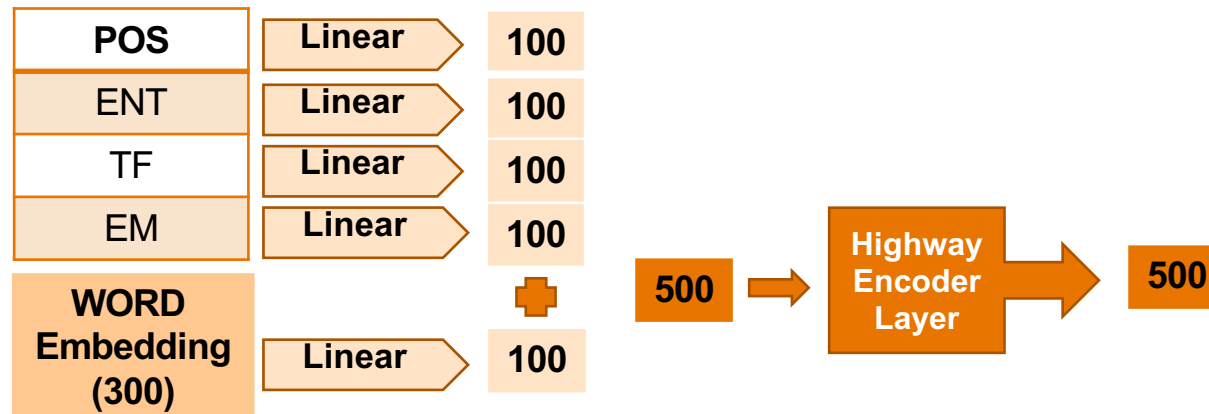 POS Linear 100
ENT Linear 100
TF Linear 100
EM Linear 100
WORD
Embedding
(300)
Linear 100
500
Highway
Encoder
Layer
500